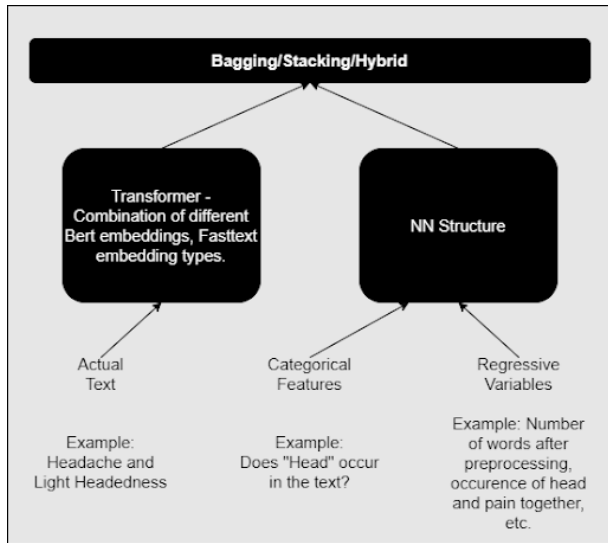 Bagging/Stacking/Hybrid
Transformer -
Combination of different
Bert embeddings, Fasttext
embedding types.
NN Structure
Actual
Text
Categorical
Features
Regressive
Variables
Example:
Headache and
Light Headedness
Example:
Does "Head" occur
in the text?
Example: Number
of words after
preprocessing,
occurence of head
and pain together,
etc.